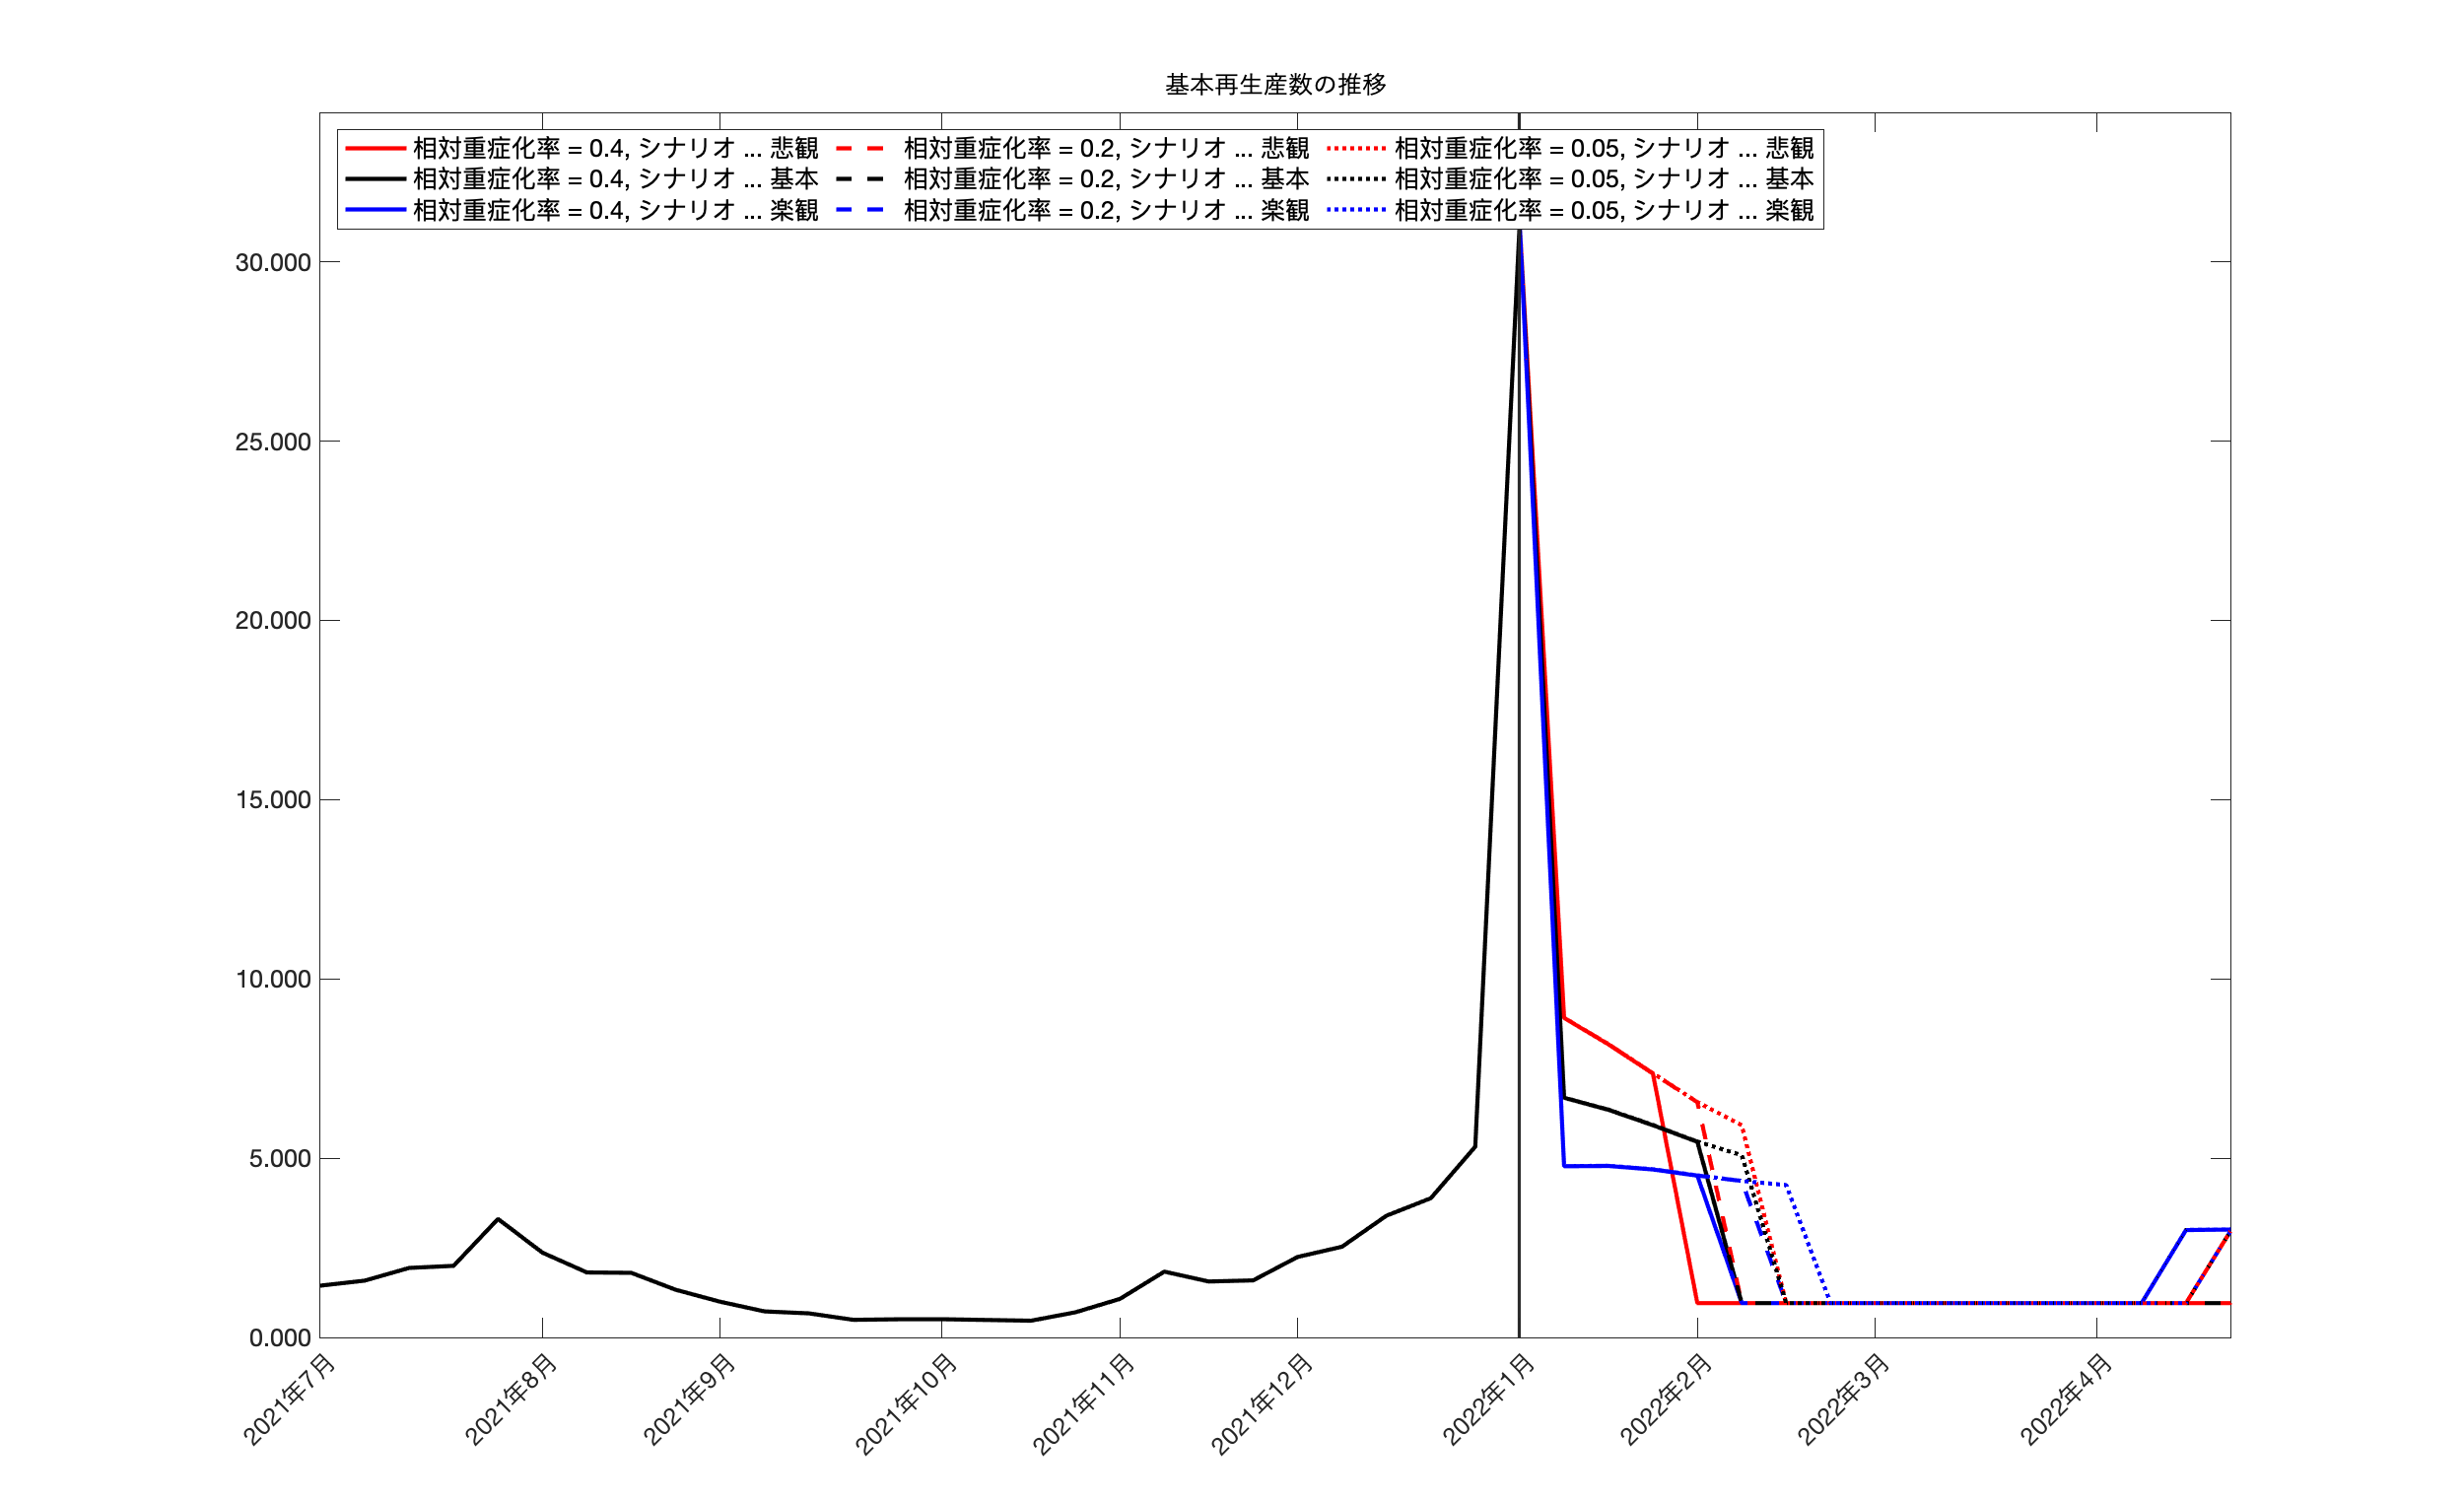 基本再生産数の推移
相対重症化率 = 0.4, シナリオ ... 悲観 相対重症化率 = 0.2, シナリオ ... 悲観 相対重症化率 = 0.05, シナリオ ... 悲観
相対重症化率 = 0.4, シナリオ ... 基本 相対重症化率 = 0.2, シナリオ ... 基本 相対重症化率 = 0.05, シナリオ ... 基本
相対重症化率 = 0.4, シナリオ ... 楽観 相対重症化率 = 0.2, シナリオ ... 楽観 相対重症化率 = 0.05, シナリオ ... 楽観
30.000
25.000
20.000
15.000
10.000
5.000
0.000
2021年7月 2021年8月 2021年9月 2021年10月 2021年11月 2021年12月 2022年1月 2022年2月 2022年3月 2022年4月